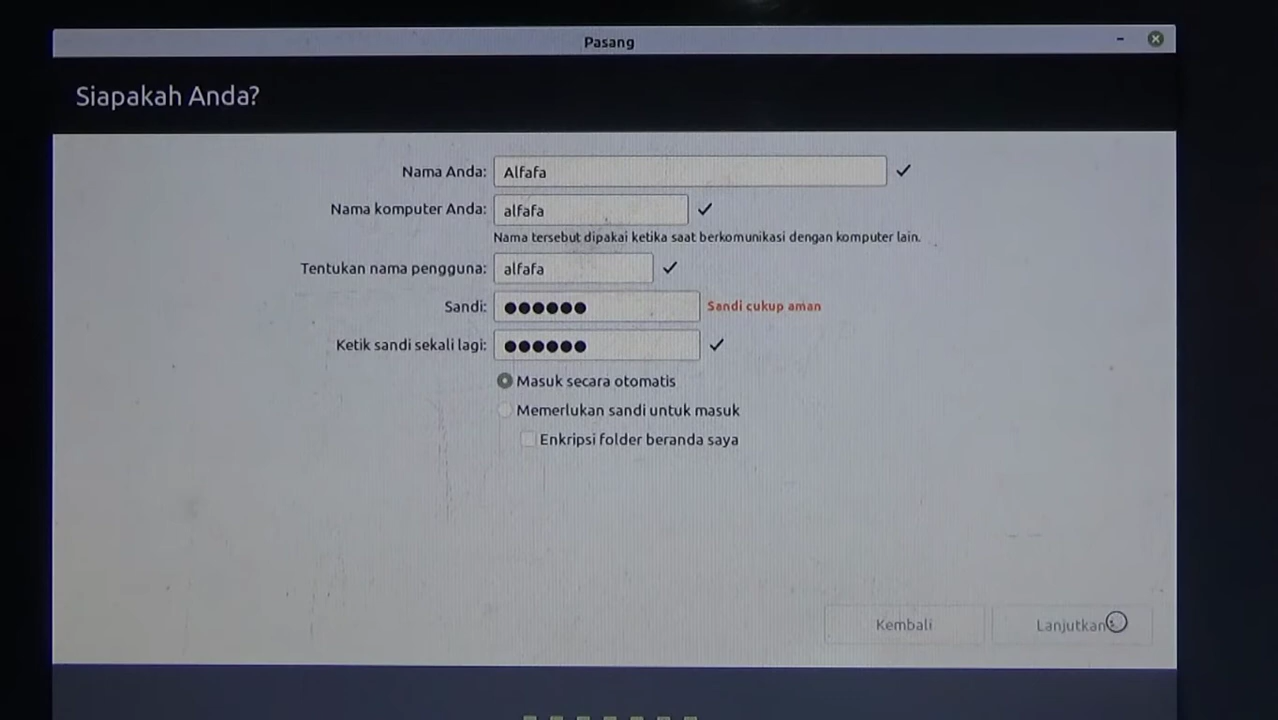 Pasang
Siapakah Anda?
Nama Anda: Alfafa
Nama komputer Anda: alfafa
Nama tersebut dipakai ketika saat berkomunikasi dengan komputer lain.
Tentukan nama pengguna: alfafa
Sandi: ●●●●●● Sandi cukup aman
Ketik sandi sekali lagi: ●●●●●●
Masuk secara otomatis
Memerlukan sandi untuk masuk
Enkripsi folder beranda saya
Kembali Lanjutkan